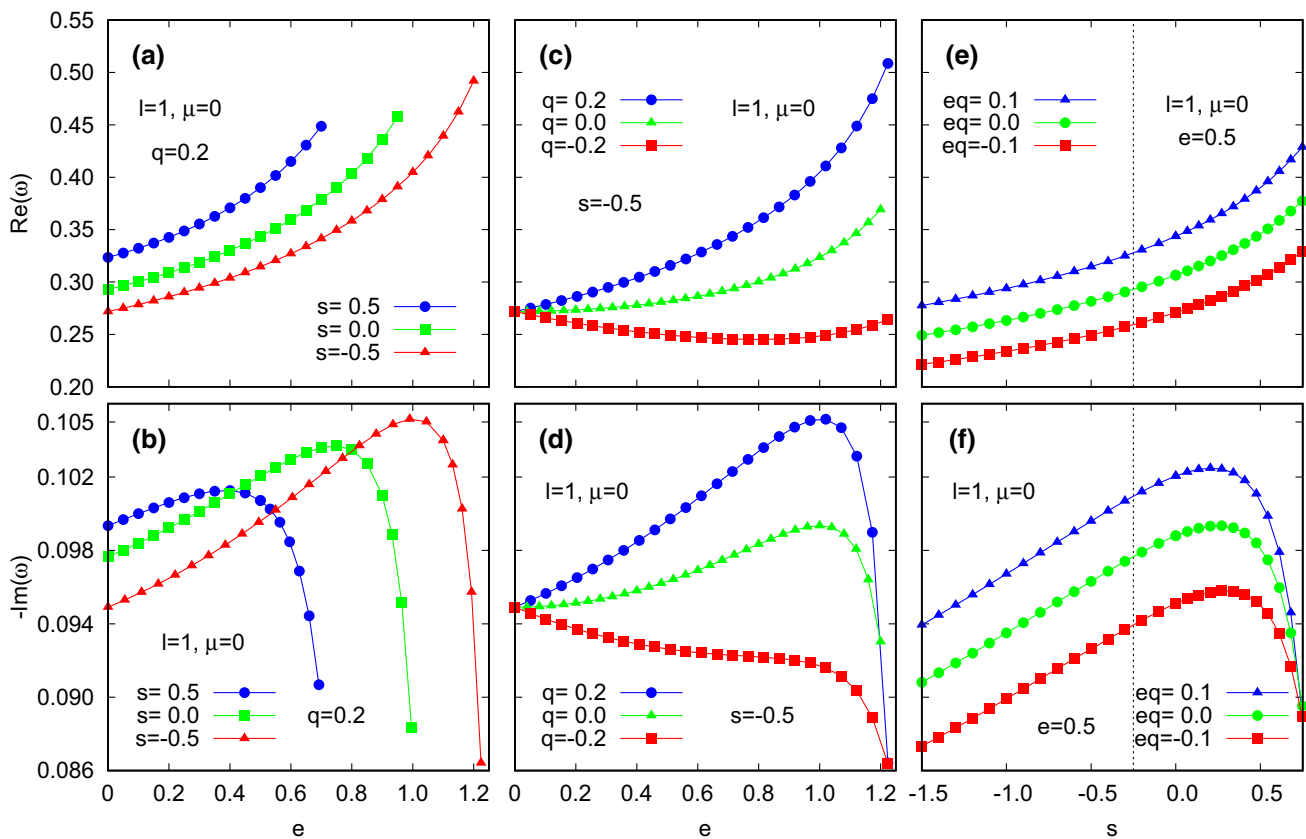 0.55
0.50
0.45
0.40
0.35
0.30
0.25
0.20
Re(ω)
(a)
l=1, μ=0
q=0.2
s= 0.5
s= 0.0
s=-0.5
(c)
q= 0.2
q= 0.0
q=-0.2
l=1, μ=0
s=-0.5
(e)
eq= 0.1
eq= 0.0
eq=-0.1
l=1, μ=0
e=0.5
0.105
0.102
0.098
0.094
0.090
0.086
-Im(ω)
(b)
l=1, μ=0
s= 0.5
s= 0.0
s=-0.5
q=0.2
0 0.2 0.4 0.6 0.8 1.0 1.2
e
(d)
l=1, μ=0
q= 0.2
q= 0.0
q=-0.2
s=-0.5
0 0.2 0.4 0.6 0.8 1.0 1.2
e
(f)
l=1, μ=0
e=0.5
eq= 0.1
eq= 0.0
eq=-0.1
-1.5 -1.0 -0.5 0.0 0.5
s